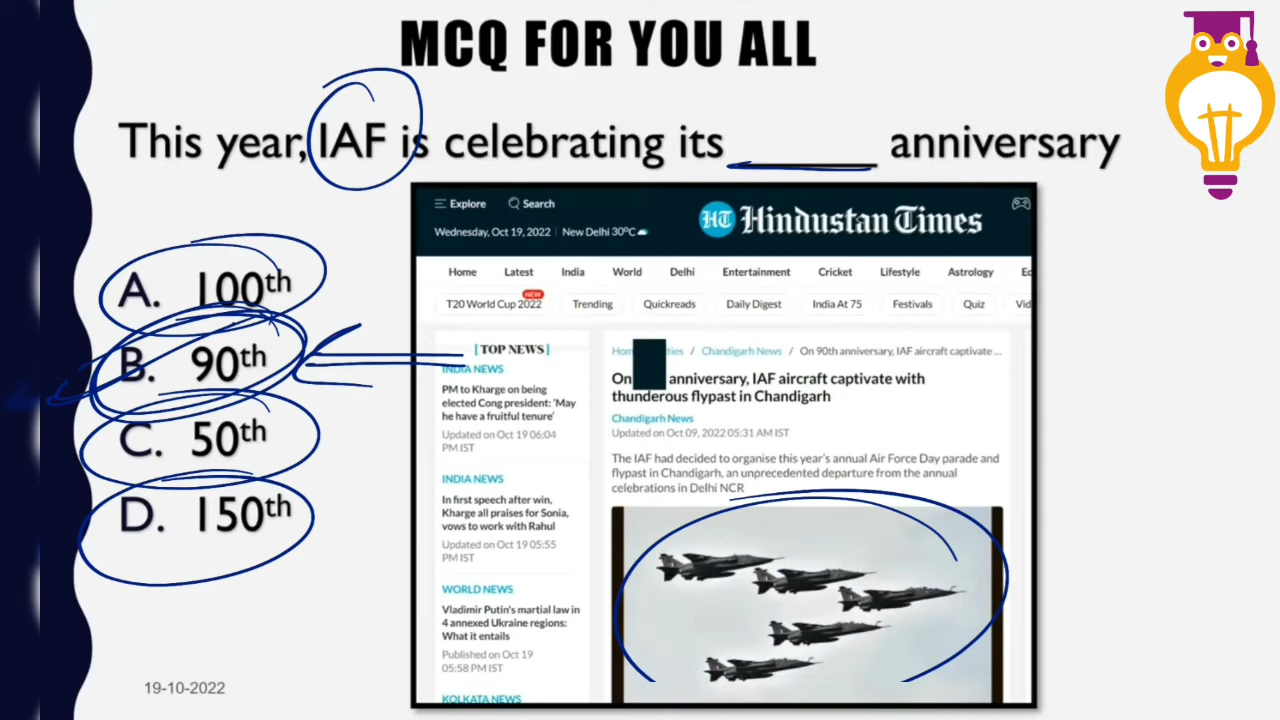 MCQ FOR YOU ALL
This year, IAF is celebrating its ______ anniversary
A. 100th
B. 90th
C. 50th
D. 150th
Explore Search
Wednesday, Oct 19, 2022 | New Delhi 30°C
HT Hindustan Times
Home Latest India World Delhi Entertainment Cricket Lifestyle Astrology
NEW
T20 World Cup 2022 Trending Quickreads Daily Digest India At 75 Festivals Quiz
[TOP NEWS]
INDIA NEWS
PM to Kharge on being
elected Cong president: 'May
he have a fruitful tenure'
Updated on Oct 19 06:04
PM IST
INDIA NEWS
In first speech after win,
Kharge all praises for Sonia,
vows to work with Rahul
Updated on Oct 19 05:55
PM IST
WORLD NEWS
Vladimir Putin's martial law in
4 annexed Ukraine regions:
What it entails
Published on Oct 19
05:58 PM IST
KOLKATA NEWS
/ Chandigarh News / On 90th anniversary, IAF aircraft captivate ...
On anniversary, IAF aircraft captivate with
thunderous flypast in Chandigarh
Chandigarh News
Updated on Oct 09, 2022 05:31 AM IST
The IAF had decided to organise this year's annual Air Force Day parade and
flypast in Chandigarh, an unprecedented departure from the annual
celebrations in Delhi NCR
19-10-2022